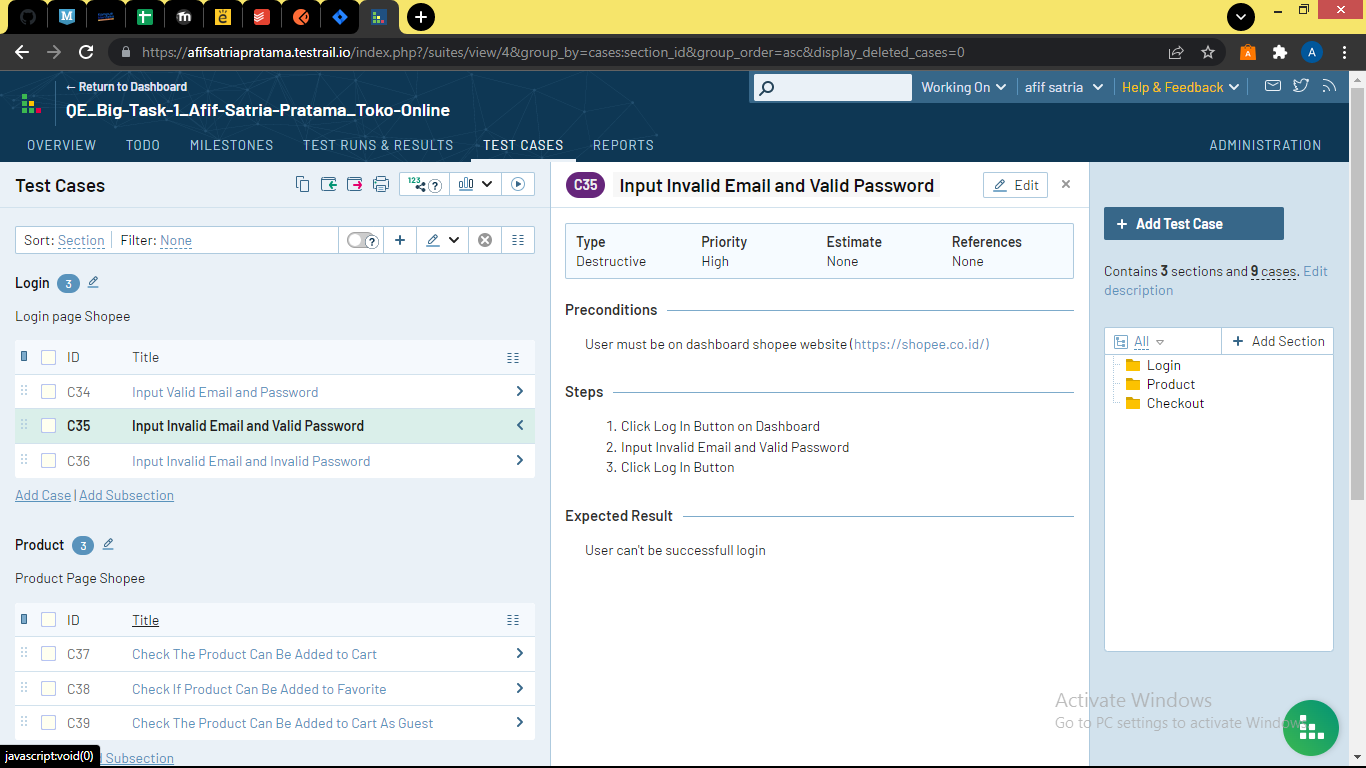 https://afifsatriapratama.testrail.io/index.php?/suites/view/4&group_by=cases:section_id&group_order=asc&display_deleted_cases=0
A
← Return to Dashboard
QE_Big-Task-1_Afif-Satria-Pratama_Toko-Online
Working On
afif satria
Help & Feedback
OVERVIEW TODO MILESTONES TEST RUNS & RESULTS TEST CASES REPORTS ADMINISTRATION
Test Cases
123
?
Sort: Section Filter: None
?
Login 3
Login page Shopee
ID Title
C34 Input Valid Email and Password
C35 Input Invalid Email and Valid Password
C36 Input Invalid Email and Invalid Password
Add Case | Add Subsection
Product 3
Product Page Shopee
ID Title
C37 Check The Product Can Be Added to Cart
C38 Check If Product Can Be Added to Favorite
C39 Check The Product Can Be Added to Cart As Guest
Subsection
javascript:void(0)
C35 Input Invalid Email and Valid Password Edit
Type Priority Estimate References
Destructive High None None
Preconditions
User must be on dashboard shopee website (https://shopee.co.id/)
Steps
1. Click Log In Button on Dashboard
2. Input Invalid Email and Valid Password
3. Click Log In Button
Expected Result
User can't be successfull login
+ Add Test Case
Contains 3 sections and 9 cases. Edit
description
All + Add Section
Login
Product
Checkout
Activate Windows
Go to PC settings to activate Windows.